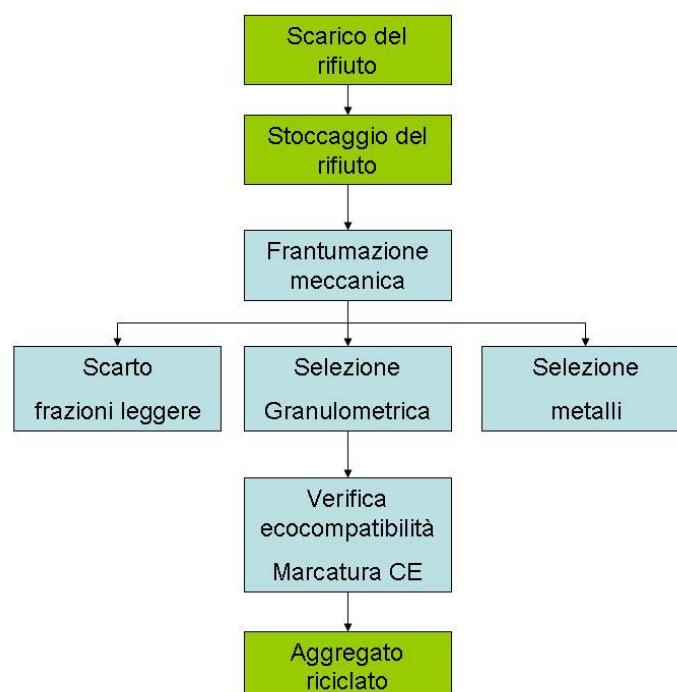 Scarico del
rifiuto
Stoccaggio del
rifiuto
Frantumazione
meccanica
Scarto
frazioni leggere
Selezione
Granulometrica
Selezione
metalli
Verifica
ecocompatibilità
Marcatura CE
Aggregato
riciclato